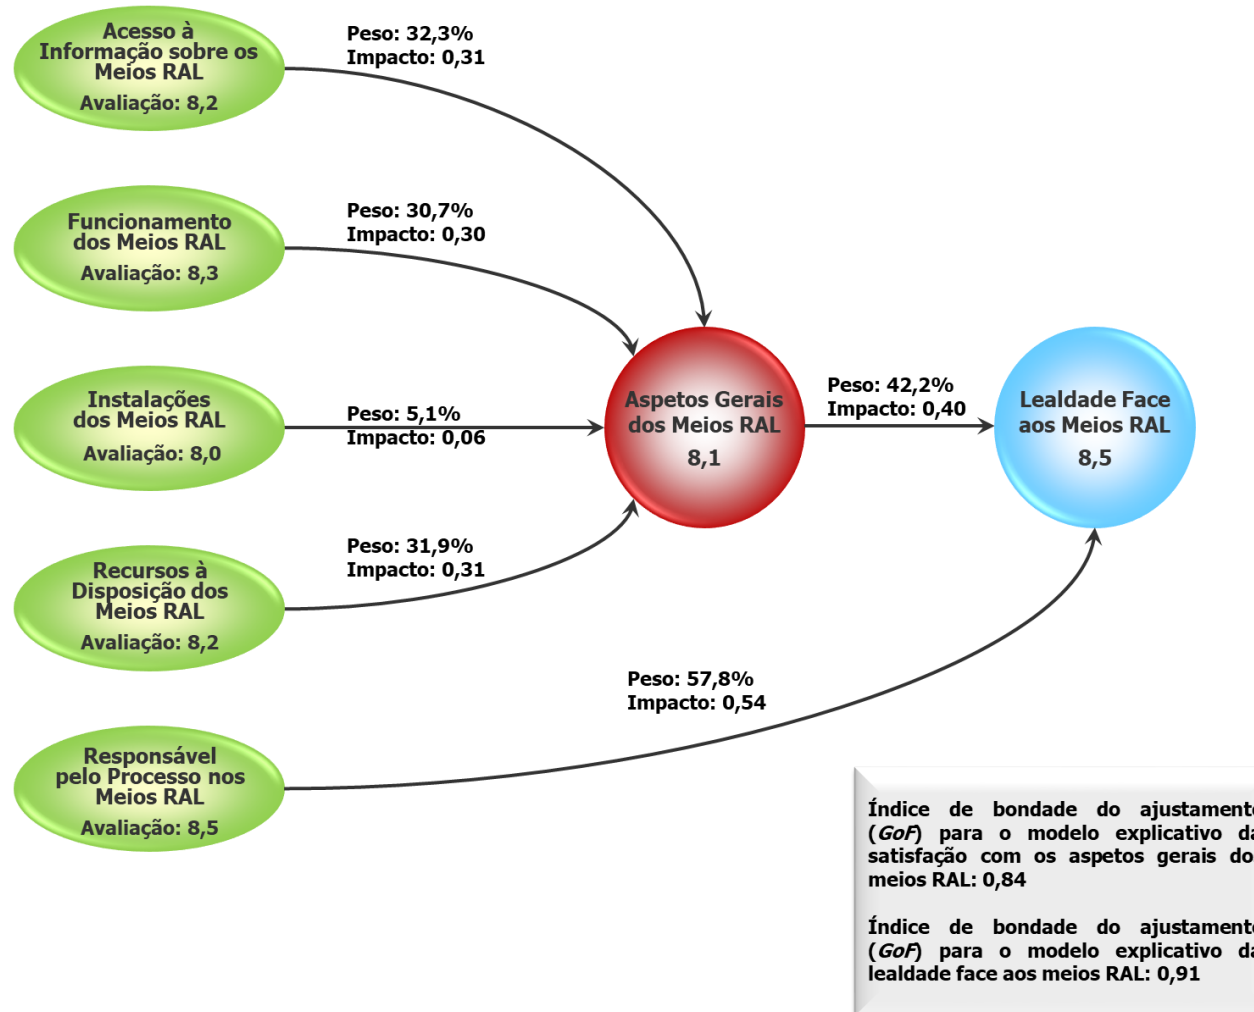 Acesso à
Informação sobre os
Meios RAL
Avaliação: 8,2
Peso: 32,3%
Impacto: 0,31
Funcionamento
dos Meios RAL
Avaliação: 8,3
Peso: 30,7%
Impacto: 0,30
Instalações
dos Meios RAL
Avaliação: 8,0
Peso: 5,1%
Impacto: 0,06
Aspetos Gerais
dos Meios RAL
8,1
Peso: 42,2%
Impacto: 0,40
Lealdade Face
aos Meios RAL
8,5
Recursos à
Disposição dos
Meios RAL
Avaliação: 8,2
Peso: 31,9%
Impacto: 0,31
Responsável
pelo Processo nos
Meios RAL
Avaliação: 8,5
Peso: 57,8%
Impacto: 0,54
Índice de bondade do ajustamento
(GoF) para o modelo explicativo da
satisfação com os aspetos gerais dos
meios RAL: 0,84
Índice de bondade do ajustamento
(GoF) para o modelo explicativo da
lealdade face aos meios RAL: 0,91